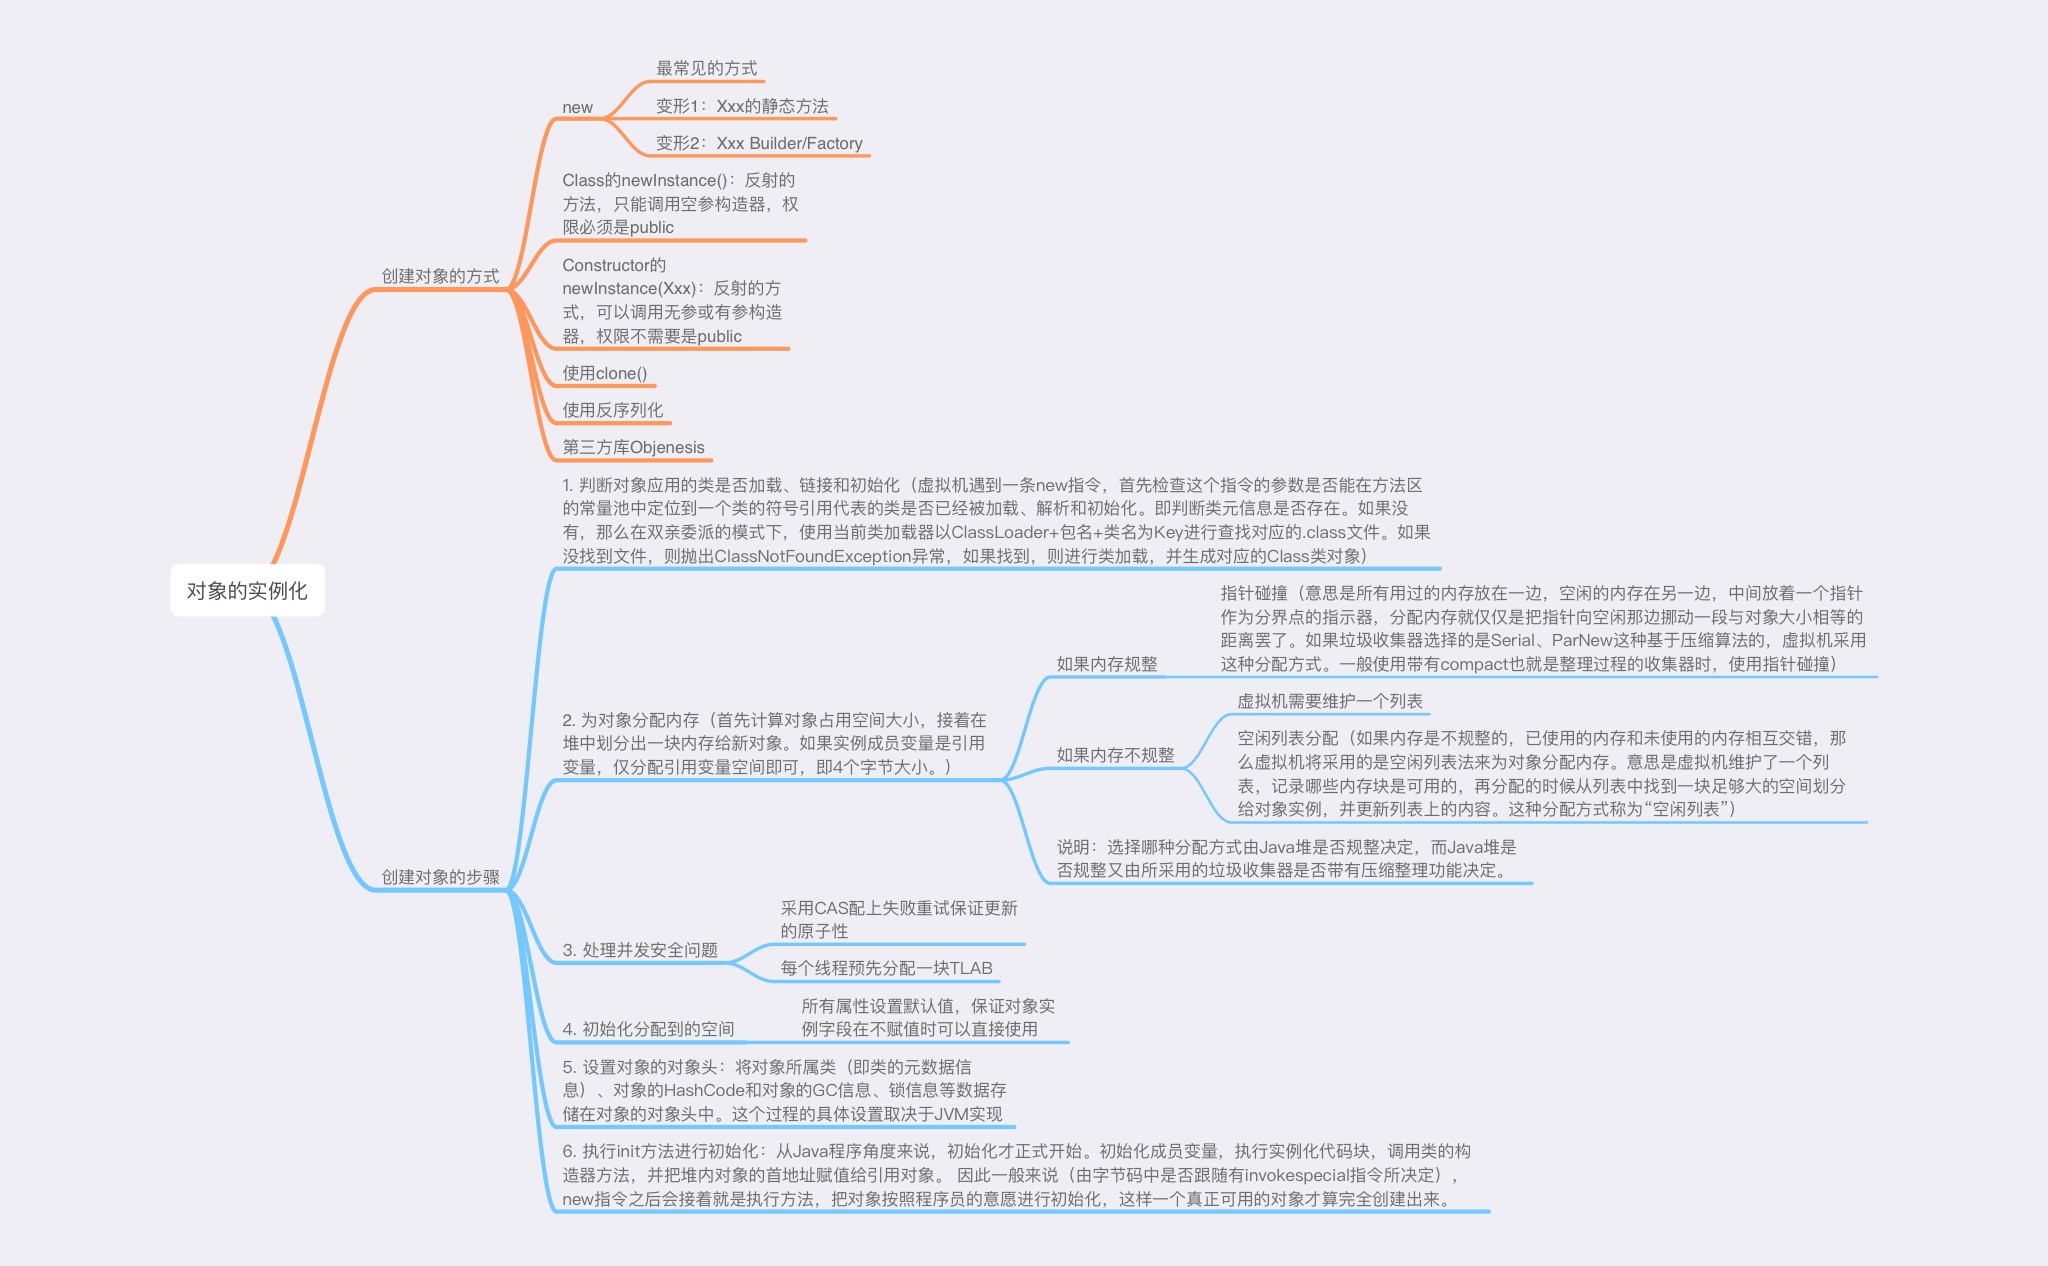 对象的实例化
创建对象的方式
new
最常见的方式
变形1：Xxx的静态方法
变形2：Xxx Builder/Factory
Class的newInstance()：反射的
方法，只能调用空参构造器，权
限必须是public
Constructor的
newInstance(Xxx)：反射的方
式，可以调用无参或有参构造
器，权限不需要是public
使用clone()
使用反序列化
第三方库Objenesis
创建对象的步骤
1. 判断对象应用的类是否加载、链接和初始化（虚拟机遇到一条new指令，首先检查这个指令的参数是否能在方法区
的常量池中定位到一个类的符号引用代表的类是否已经被加载、解析和初始化。即判断类元信息是否存在。如果没
有，那么在双亲委派的模式下，使用当前类加载器以ClassLoader+包名+类名为Key进行查找对应的.class文件。如果
没找到文件，则抛出ClassNotFoundException异常，如果找到，则进行类加载，并生成对应的Class类对象）
2. 为对象分配内存（首先计算对象占用空间大小，接着在
堆中划分出一块内存给新对象。如果实例成员变量是引用
变量，仅分配引用变量空间即可，即4个字节大小。）
如果内存规整
指针碰撞（意思是所有用过的内存放在一边，空闲的内存在另一边，中间放着一个指针
作为分界点的指示器，分配内存就仅仅是把指针向空闲那边挪动一段与对象大小相等的
距离罢了。如果垃圾收集器选择的是Serial、ParNew这种基于压缩算法的，虚拟机采用
这种分配方式。一般使用带有compact也就是整理过程的收集器时，使用指针碰撞）
如果内存不规整
虚拟机需要维护一个列表
空闲列表分配（如果内存是不规整的，已使用的内存和未使用的内存相互交错，那
么虚拟机将采用的是空闲列表法来为对象分配内存。意思是虚拟机维护了一个列
表，记录哪些内存块是可用的，再分配的时候从列表中找到一块足够大的空间划分
给对象实例，并更新列表上的内容。这种分配方式称为“空闲列表”）
说明：选择哪种分配方式由Java堆是否规整决定，而Java堆是
否规整又由所采用的垃圾收集器是否带有压缩整理功能决定。
3. 处理并发安全问题
采用CAS配上失败重试保证更新
的原子性
每个线程预先分配一块TLAB
4. 初始化分配到的空间
所有属性设置默认值，保证对象实
例字段在不赋值时可以直接使用
5. 设置对象的对象头：将对象所属类（即类的元数据信
息）、对象的HashCode和对象的GC信息、锁信息等数据存
储在对象的对象头中。这个过程的具体设置取决于JVM实现
6. 执行init方法进行初始化：从Java程序角度来说，初始化才正式开始。初始化成员变量，执行实例化代码块，调用类的构
造器方法，并把堆内对象的首地址赋值给引用对象。 因此一般来说（由字节码中是否跟随有invokespecial指令所决定），
new指令之后会接着就是执行方法，把对象按照程序员的意愿进行初始化，这样一个真正可用的对象才算完全创建出来。